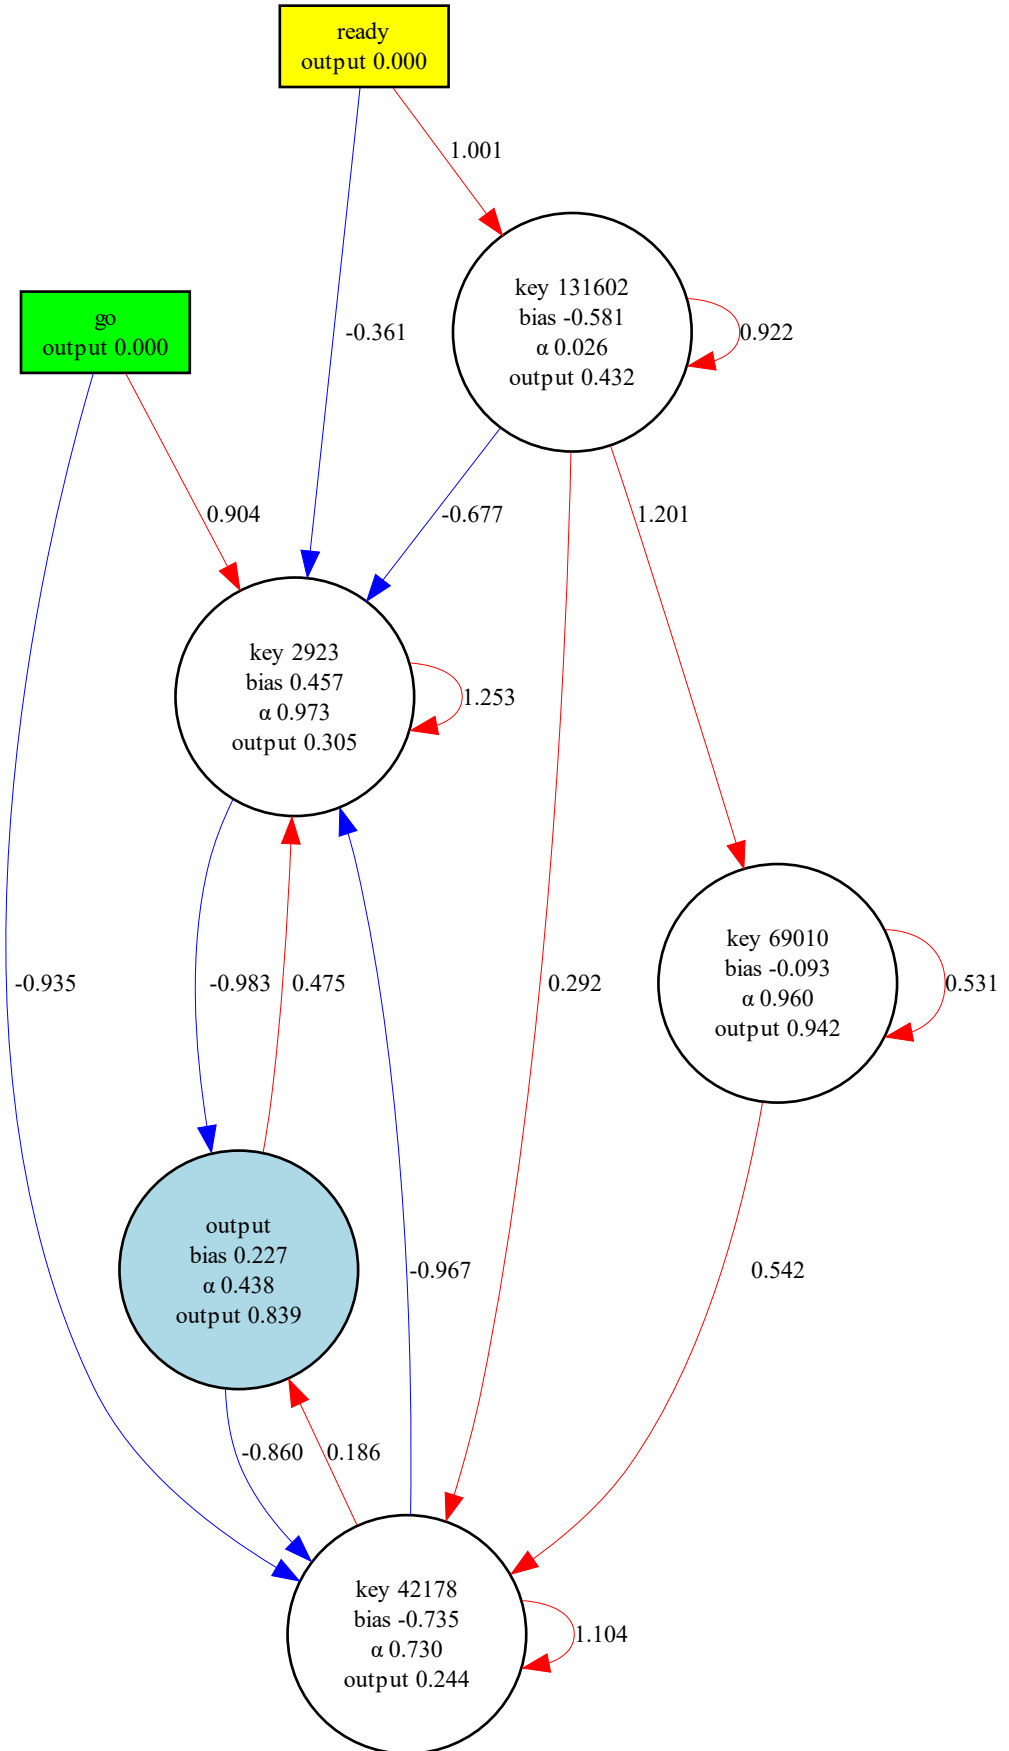 ready
output 0.000
1.001
key 131602
bias -0.581
α 0.026
output 0.432
0.922
go
output 0.000
-0.361
0.904
-0.677
1.201
key 2923
bias 0.457
α 0.973
output 0.305
1.253
key 69010
bias -0.093
α 0.960
output 0.942
0.531
-0.935
-0.983
0.475
0.292
output
bias 0.227
α 0.438
output 0.839
-0.967
0.542
-0.860
0.186
key 42178
bias -0.735
α 0.730
output 0.244
1.104